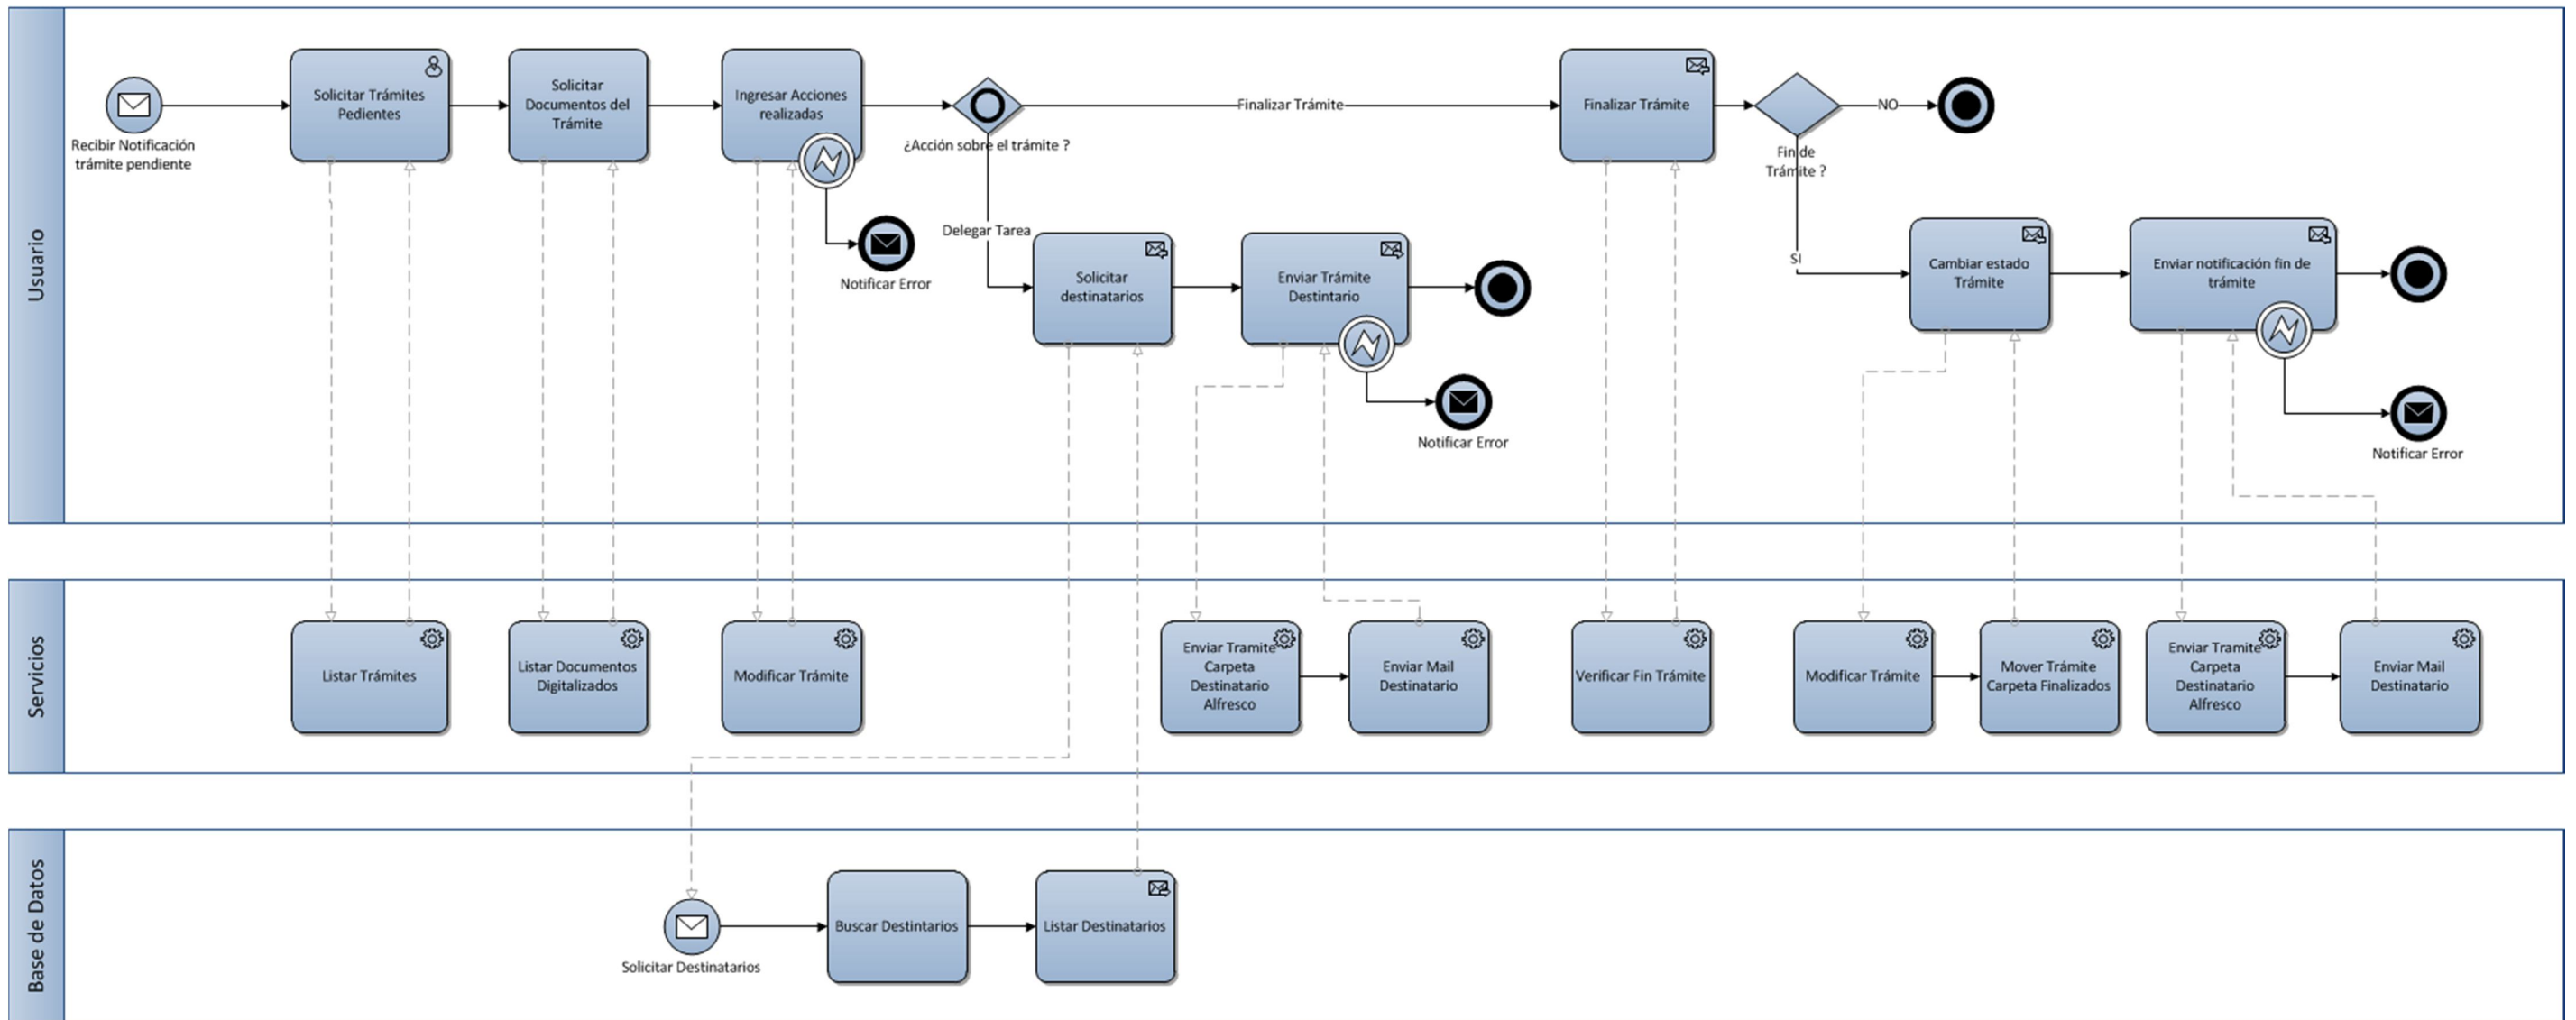 Usuario
Recibir Notificación
trámite pendiente
Solicitar Trámites
Pedientes
Solicitar
Documentos del
Trámite
Ingresar Acciones
realizadas
Notificar Error
¿Acción sobre el trámite ?
Finalizar Trámite
Delegar Tarea
Solicitar
destinatarios
Enviar Trámite
Destintario
Notificar Error
Finalizar Trámite
Fin de
Trámite ?
NO
SI
Cambiar estado
Trámite
Enviar notificación fin de
trámite
Notificar Error
Servicios
Listar Trámites
Listar Documentos
Digitalizados
Modificar Trámite
Enviar Tramite
Carpeta
Destinatario
Alfresco
Enviar Mail
Destinatario
Verificar Fin Trámite
Modificar Trámite
Mover Trámite
Carpeta Finalizados
Enviar Tramite
Carpeta
Destinatario
Alfresco
Enviar Mail
Destinatario
Base de Datos
Solicitar Destinatarios
Buscar Destintarios
Listar Destinatarios